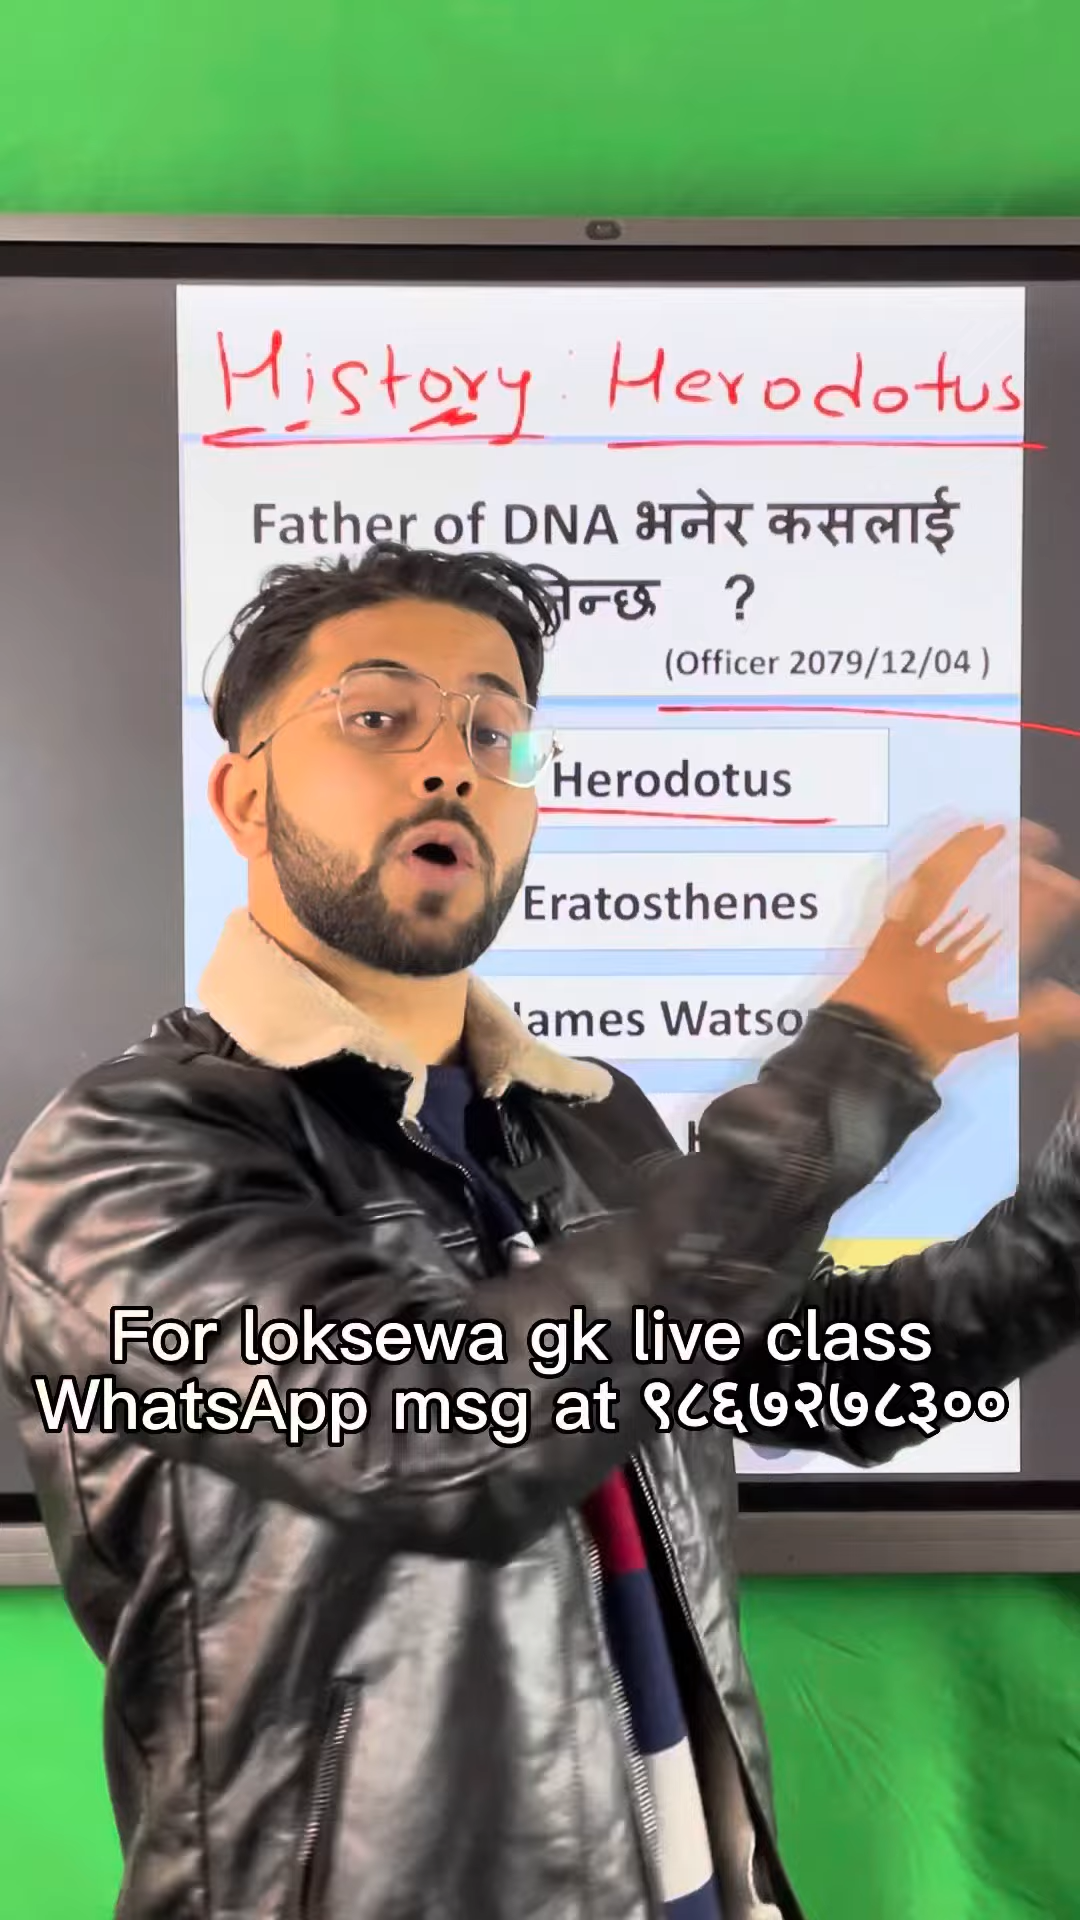 History : Herodotus
Father of DNA भनेर कसलाई
?
(Officer 2079/12/04 )
Herodotus
Eratosthenes
James Watso
For loksewa gk live class
WhatsApp msg at ९८६७२७८३००